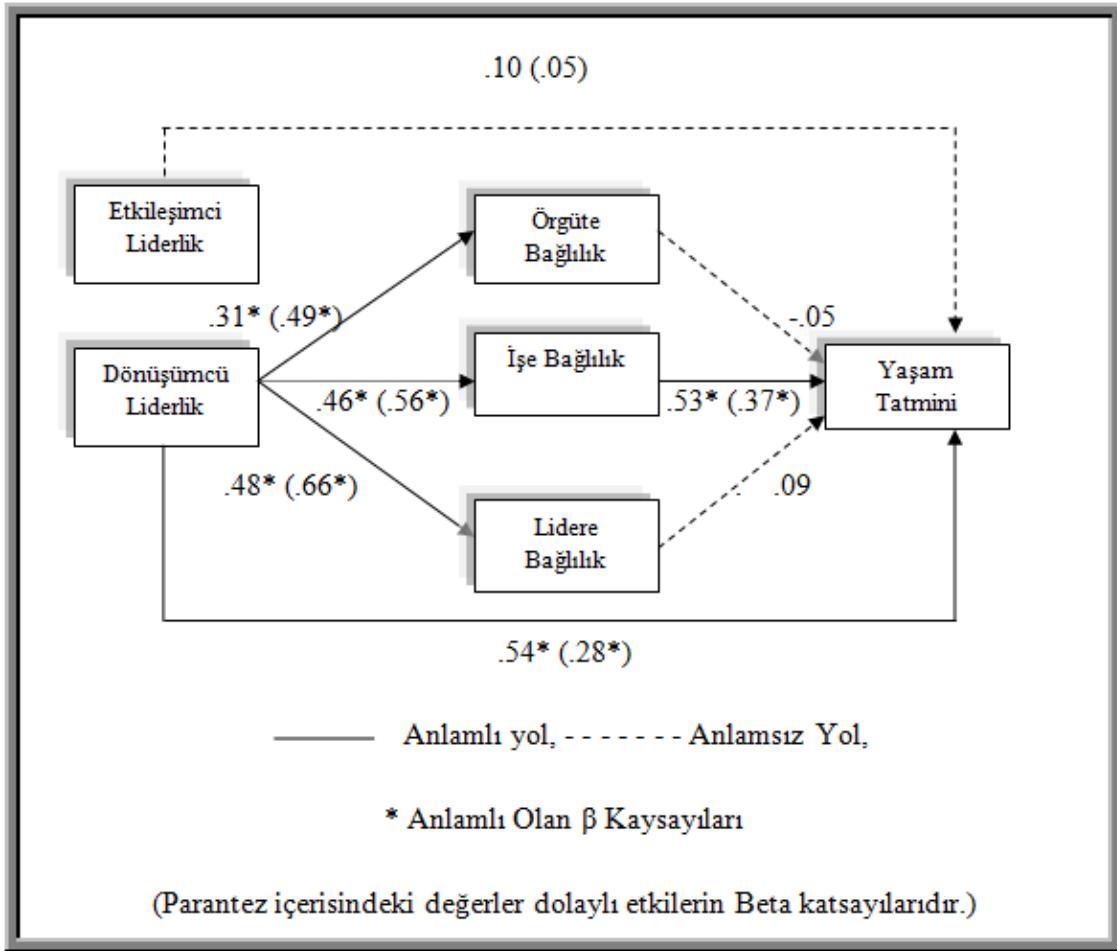 .10 (.05)
Etkileşimci
Liderlik
Örgüte
Bağlılık
.31* (.49*)
-.05
Dönüşümcü
Liderlik
İşe Bağlılık
.46* (.56*)
.53* (.37*)
Yaşam
Tatmini
.48* (.66*)
.09
Lidere
Bağlılık
.54* (.28*)
Anlamlı yol, - - - - - - - Anlamsız Yol,
* Anlamlı Olan β Kaysayıları
(Parantez içerisindeki değerler dolaylı etkilerin Beta katsayılarıdır.)